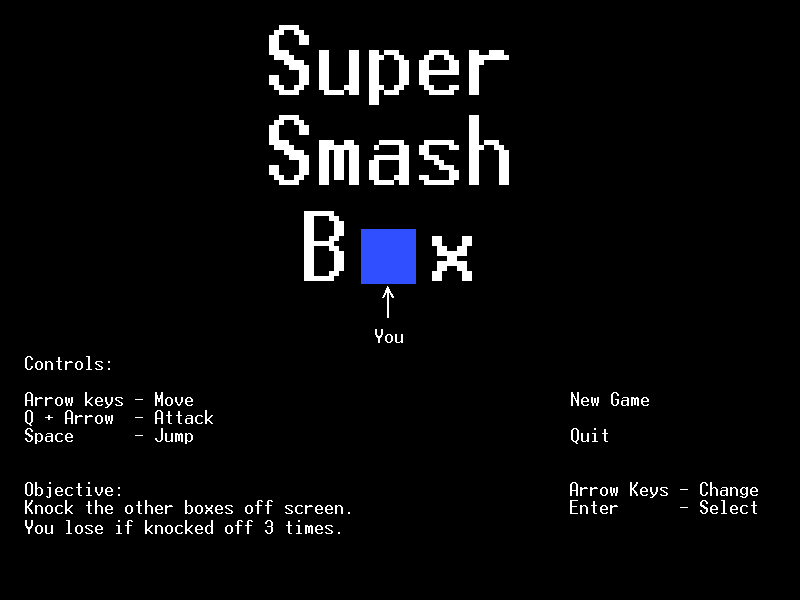 Super
Smash
B x
You
Controls:
Arrow keys - Move
Q + Arrow - Attack
Space - Jump
New Game
Quit
Objective:
Knock the other boxes off screen.
You lose if knocked off 3 times.
Arrow Keys - Change
Enter - Select